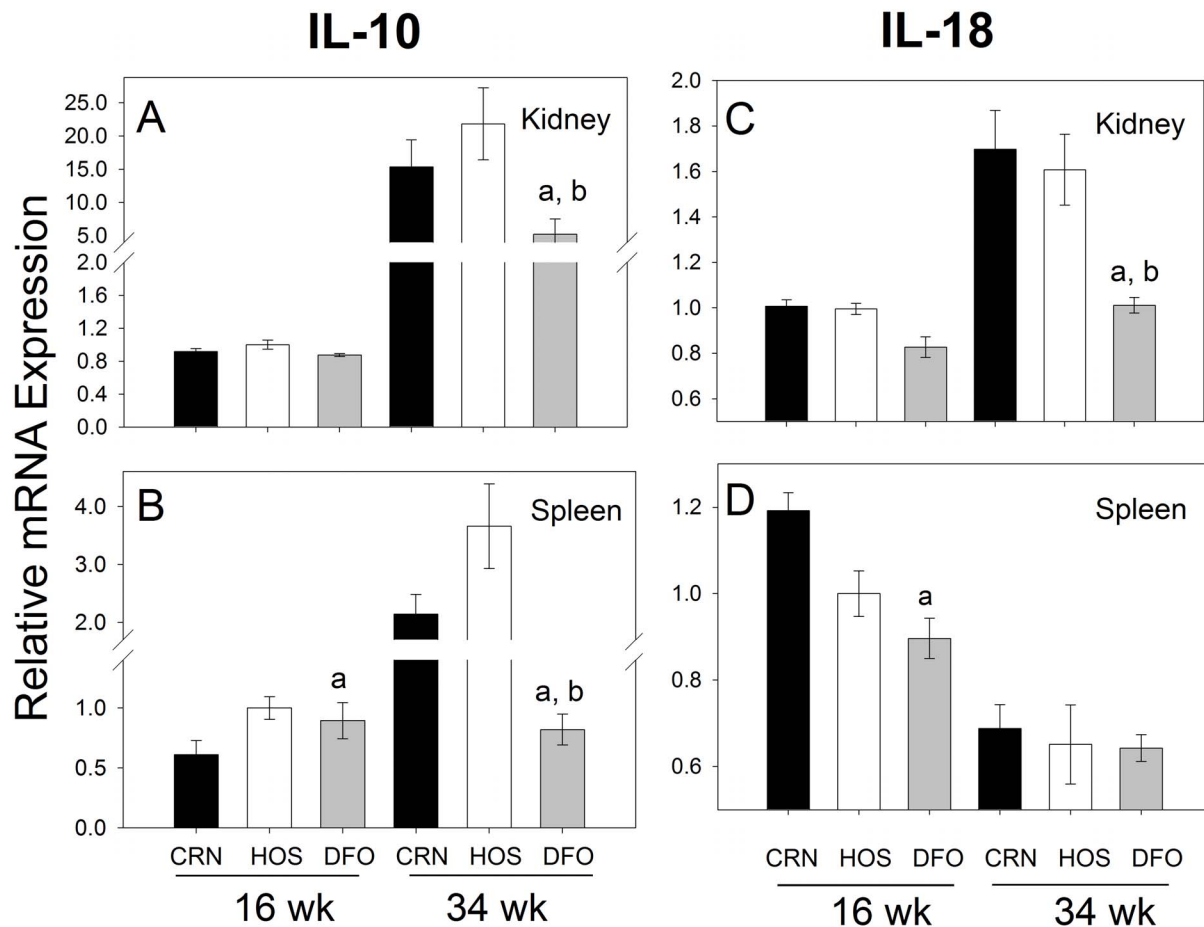 IL-10
IL-18
Relative mRNA Expression
A
Kidney
25.0
20.0
15.0
10.0
5.0
2.0
1.6
1.2
0.8
0.4
0.0
a, b
C
Kidney
2.0
1.8
1.6
1.4
1.2
1.0
0.8
0.6
a, b
B
Spleen
4.0
3.0
2.0
1.0
0.5
0.0
a
a, b
CRN HOS DFO CRN HOS DFO
16 wk 34 wk
D
Spleen
1.2
1.0
0.8
0.6
a
CRN HOS DFO CRN HOS DFO
16 wk 34 wk